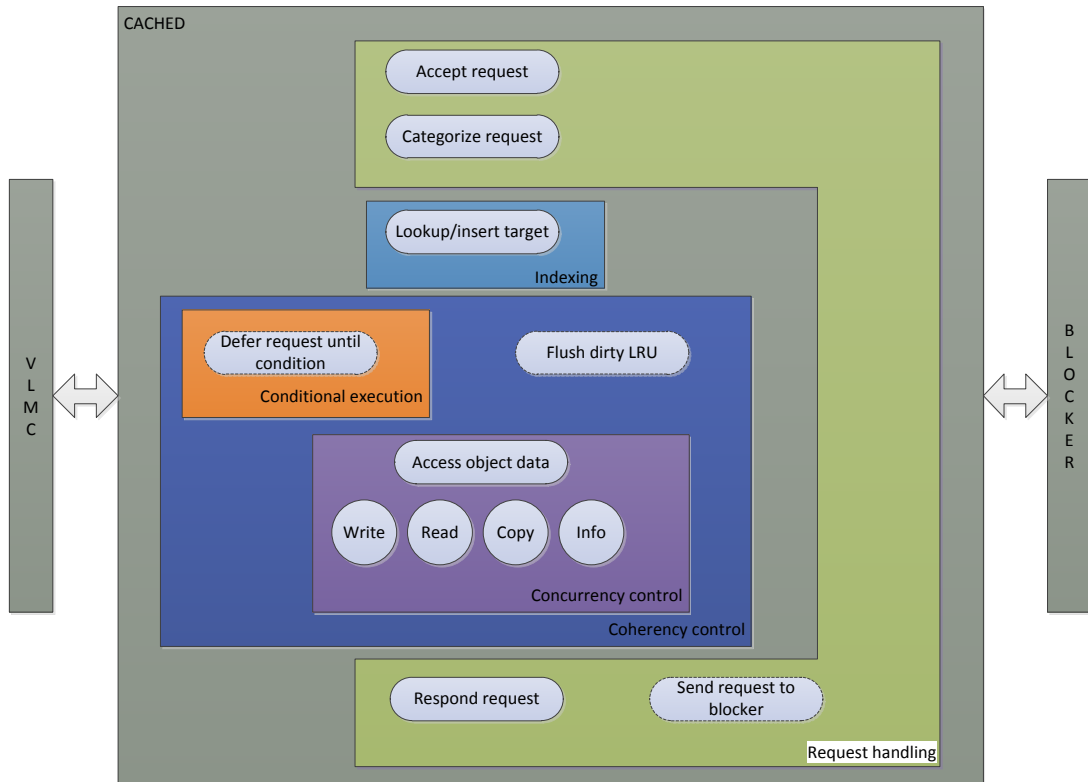 CACHED
Accept request
Categorize request
Lookup/insert target
Indexing
Defer request until
condition
Conditional execution
Flush dirty LRU
Access object data
Write
Read
Copy
Info
Concurrency control
Coherency control
Respond request
Send request to
blocker
Request handling
V
L
M
C
B
L
O
C
K
E
R